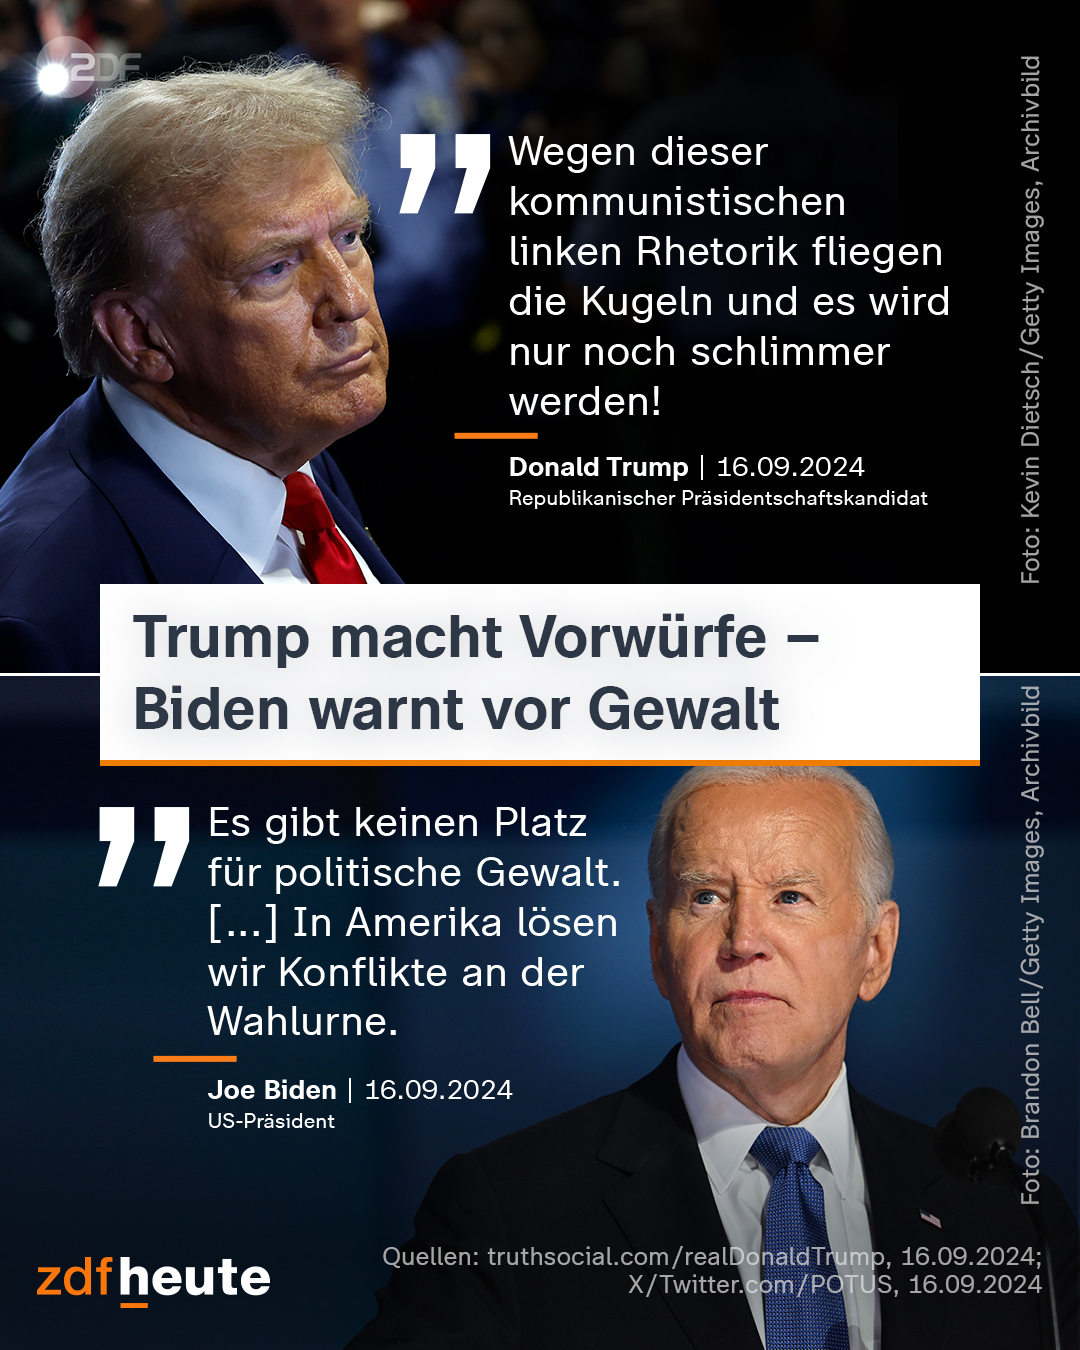 ZDF
„
Wegen dieser
kommunistischen
linken Rhetorik fliegen
die Kugeln und es wird
nur noch schlimmer
werden!
Donald Trump | 16.09.2024
Republikanischer Präsidentschaftskandidat
Foto: Kevin Dietsch/Getty Images, Archivbild
Trump macht Vorwürfe –
Biden warnt vor Gewalt
„
Es gibt keinen Platz
für politische Gewalt.
[...] In Amerika lösen
wir Konflikte an der
Wahlurne.
Joe Biden | 16.09.2024
US-Präsident
Foto: Brandon Bell/Getty Images, Archivbild
zdfheute
Quellen: truthsocial.com/realDonaldTrump, 16.09.2024;
X/Twitter.com/POTUS, 16.09.2024